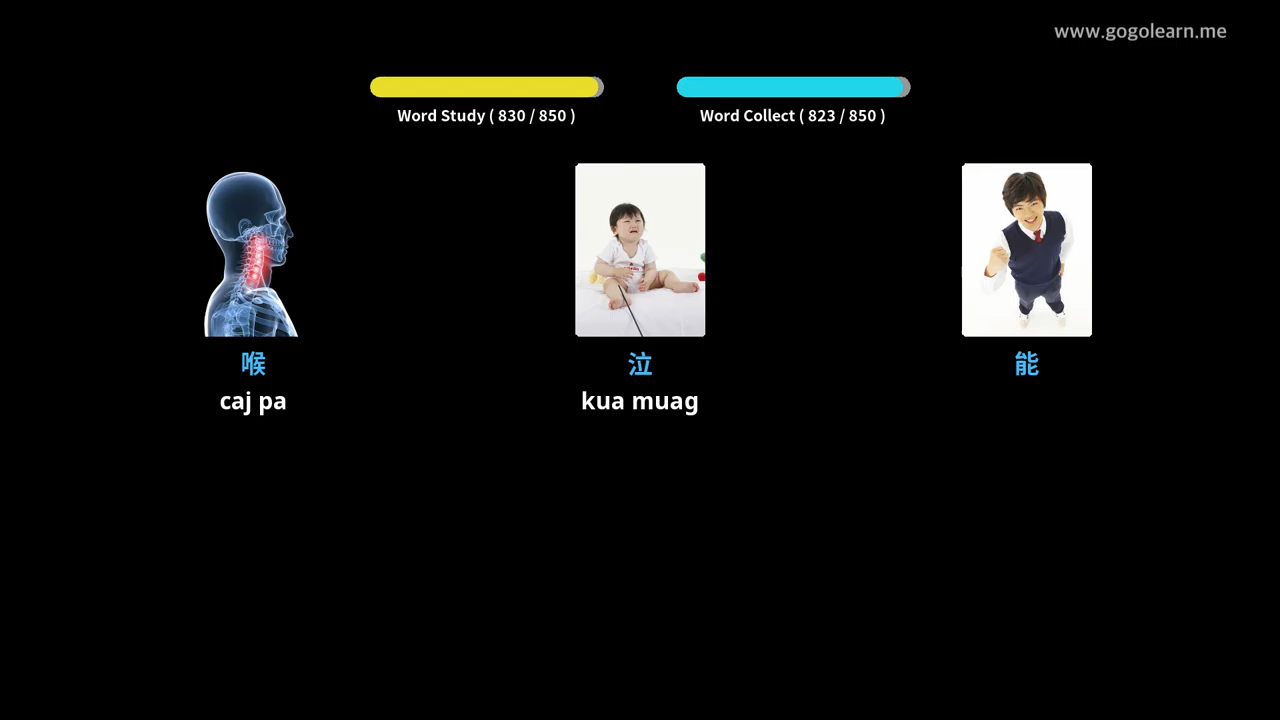 www.gogolearn.me
Word Study ( 830 / 850 )
Word Collect ( 823 / 850 )
喉
泣
能
caj pa
kua muag